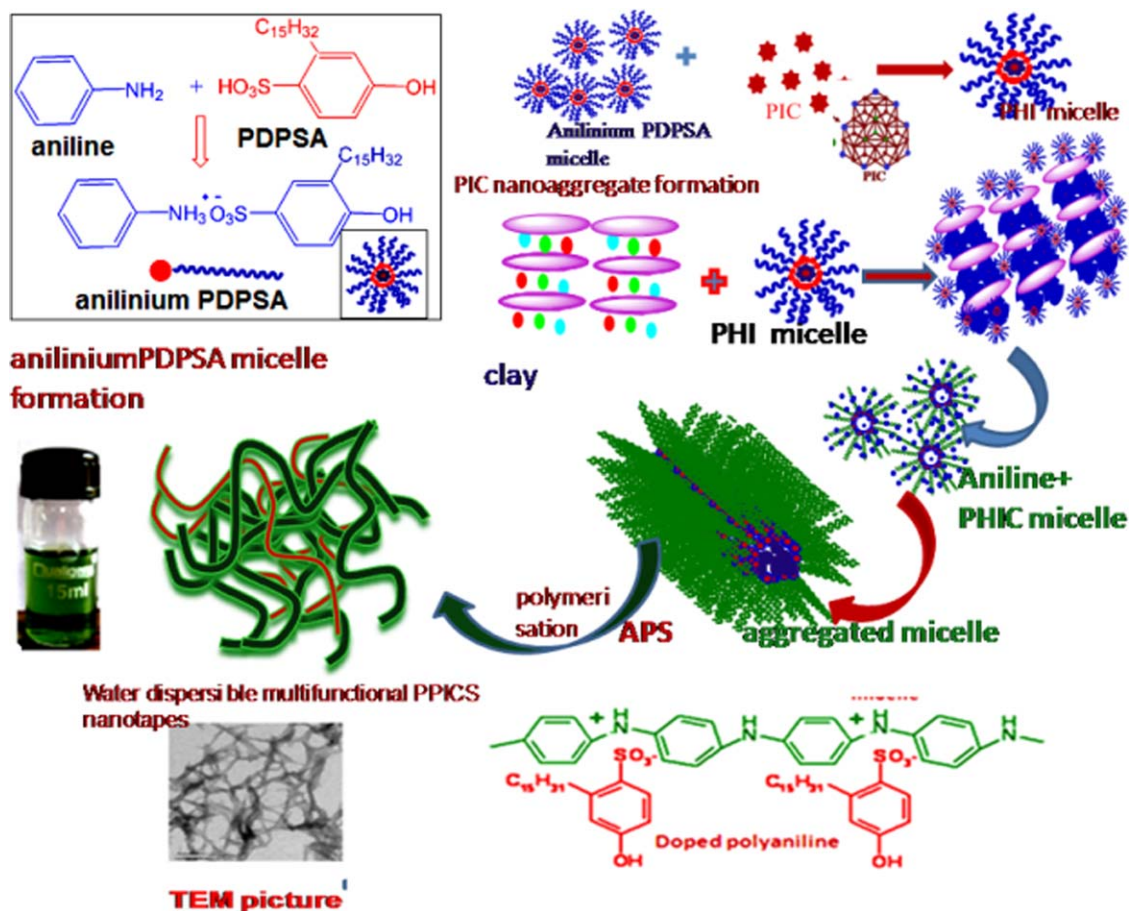 C15H32
NH2
+
HO3S
OH
aniline
PDPSA
C15H32
NH3
O3S
OH
anilinium PDPSA
anilinium PDPSA micelle
formation
+
Anilinium PDPSA
micelle
PIC
PIC
PHI micelle
PIC nanoaggregate formation
+
PHI micelle
clay
Aniline+
PHIC micelle
aggregated micelle
APS
polymeri
sation
15ml
Water dispersible multifunctional PPICS
nanotapes
TEM picture
+
H
N
H
N
+
H
N
H
N
SO3-
SO3-
C15H31
C15H31
OH
OH
Doped polyaniline